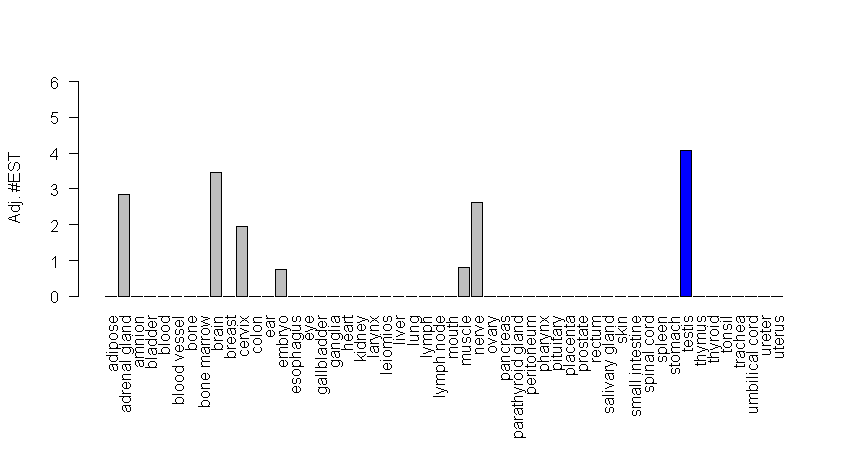 6
5
4
3
2
1
0
Adj. #EST
adipose
adrenal gland
amnion
bladder
blood
blood vessel
bone
bone marrow
brain
breast
cervix
colon
ear
embryo
esophagus
eye
gallbladder
ganglia
heart
kidney
larynx
leiomios
liver
lung
lymph
lymph node
mouth
muscle
nerve
ovary
pancreas
parathyroid gland
peritoneum
pharynx
pituitary
placenta
prostate
rectum
salivary gland
skin
small intestine
spinal cord
spleen
stomach
testis
thymus
thyroid
tonsil
trachea
umbilical cord
ureter
uterus